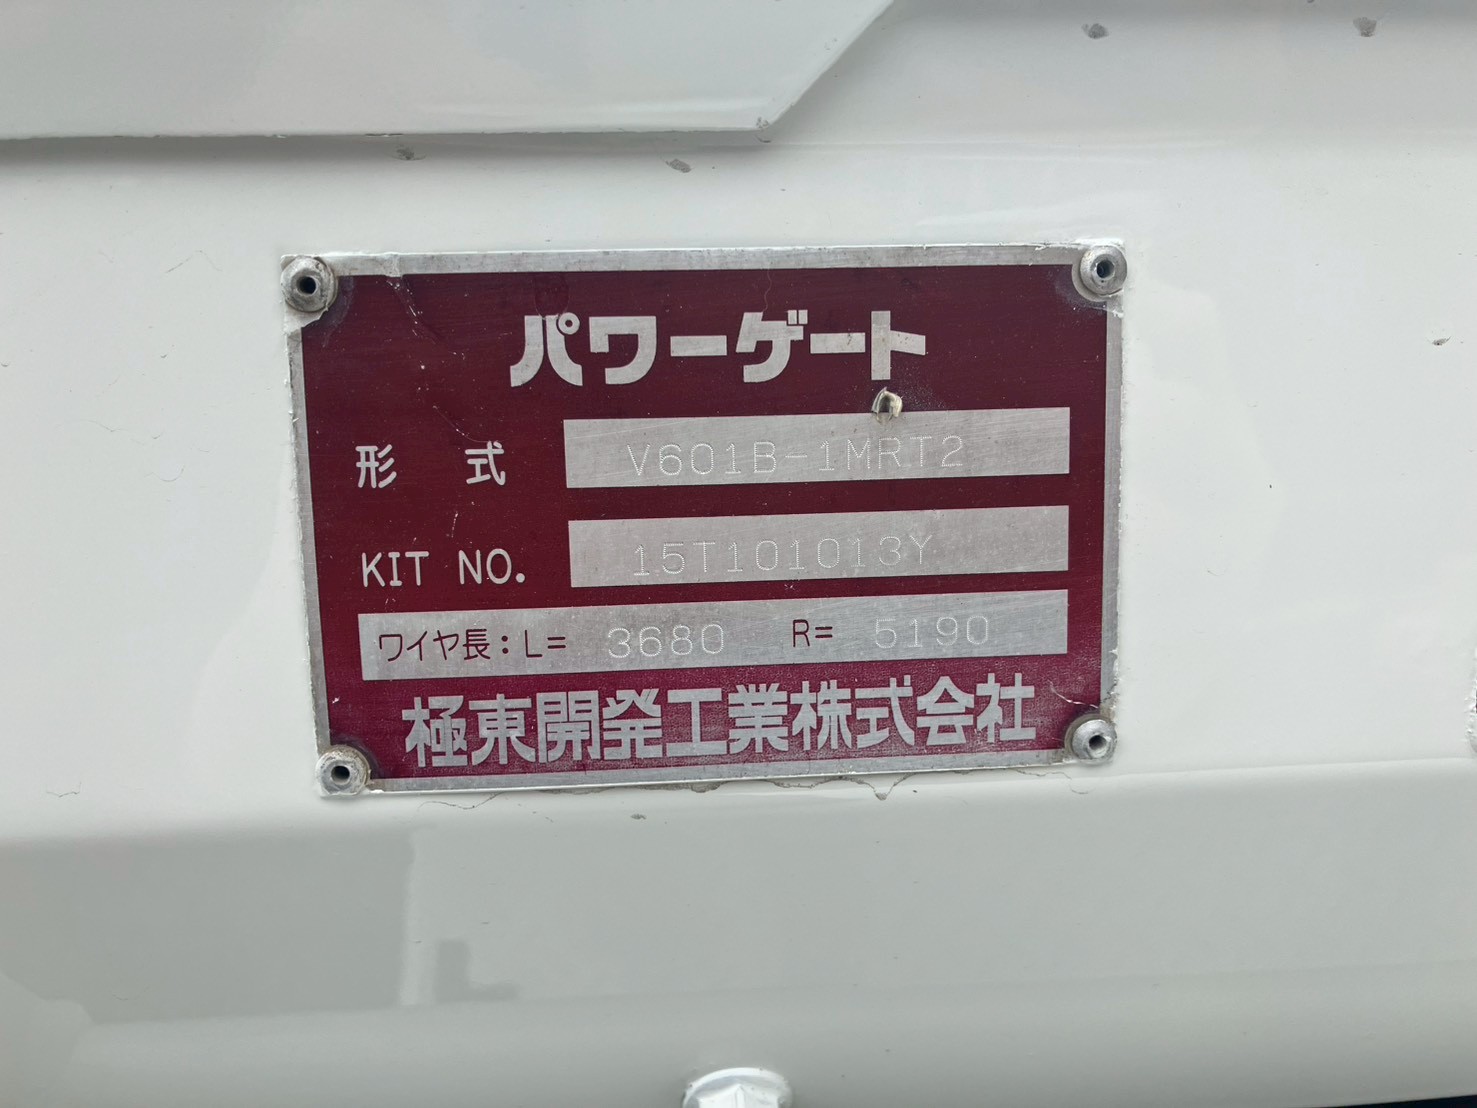 パワーゲート
形 式 V601B-1MRT2
KIT NO. 15T101013Y
ワイヤ長：L= 3680 R= 5190
極東開発工業株式会社